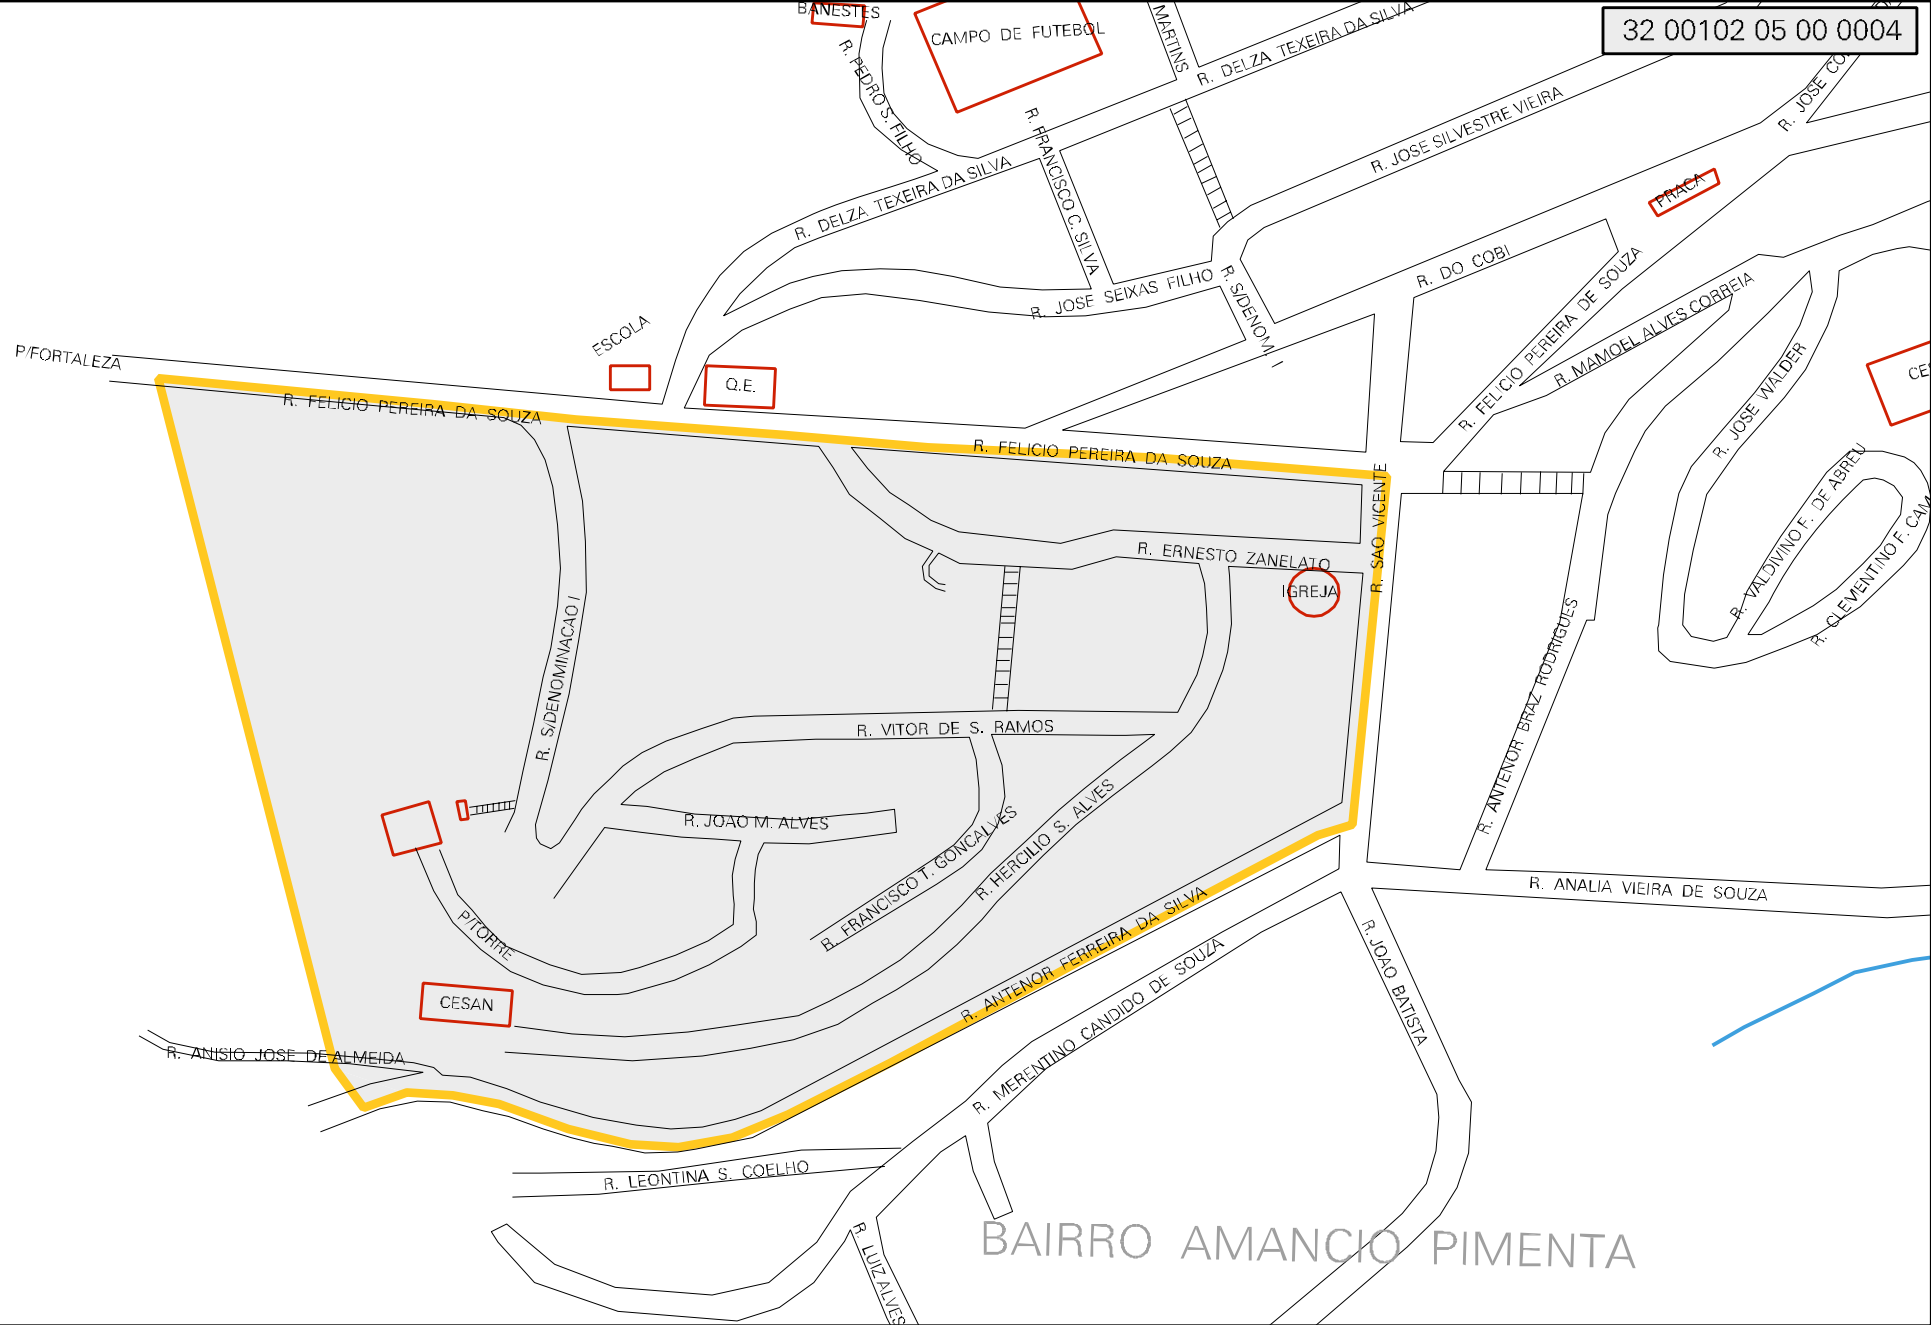 BANESTES
CAMPO DE FUTEBOL
MARTINS
R. DELZA TEXEIRA DA SILVA
32 00102 05 00 0004
R. PEDRO S. FILHO
R. FRANCISCO C. SILVA
R. JOSE SILVESTRE VIEIRA
R. DELZA TEXEIRA DA SILVA
PRACA
R. DO COBI
R. JOSE SEIXAS FILHO
R. S/DENOM. I
R. FELICIO PEREIRA DE SOUZA
R. MAMOEL ALVES CORREIA
ESCOLA
P/FORTALEZA
Q.E.
R. JOSE WALDER
R. FELICIO PEREIRA DA SOUZA
R. FELICIO PEREIRA DA SOUZA
R. SAO VICENTE
R. VALDIVINO F. DE ABREU
R. CLEMENTINO F.
R. ERNESTO ZANELATO
IGREJA
R. S/DENOMINACAO I
R. ANTENOR BRAZ RODRIGUES
R. VITOR DE S. RAMOS
R. JOAO M. ALVES
R. FRANCISCO T. GONCALVES
R. HERCILIO S. ALVES
R. ANALIA VIEIRA DE SOUZA
P/TORRE
R. ANTENOR FERREIRA DA SILVA
R. JOAO BATISTA
CESAN
R. MERENTINO CANDIDO DE SOUZA
R. ANISIO JOSE DE ALMEIDA
R. LEONTINA S. COELHO
BAIRRO AMANCIO PIMENTA
R. LUIZ ALVES